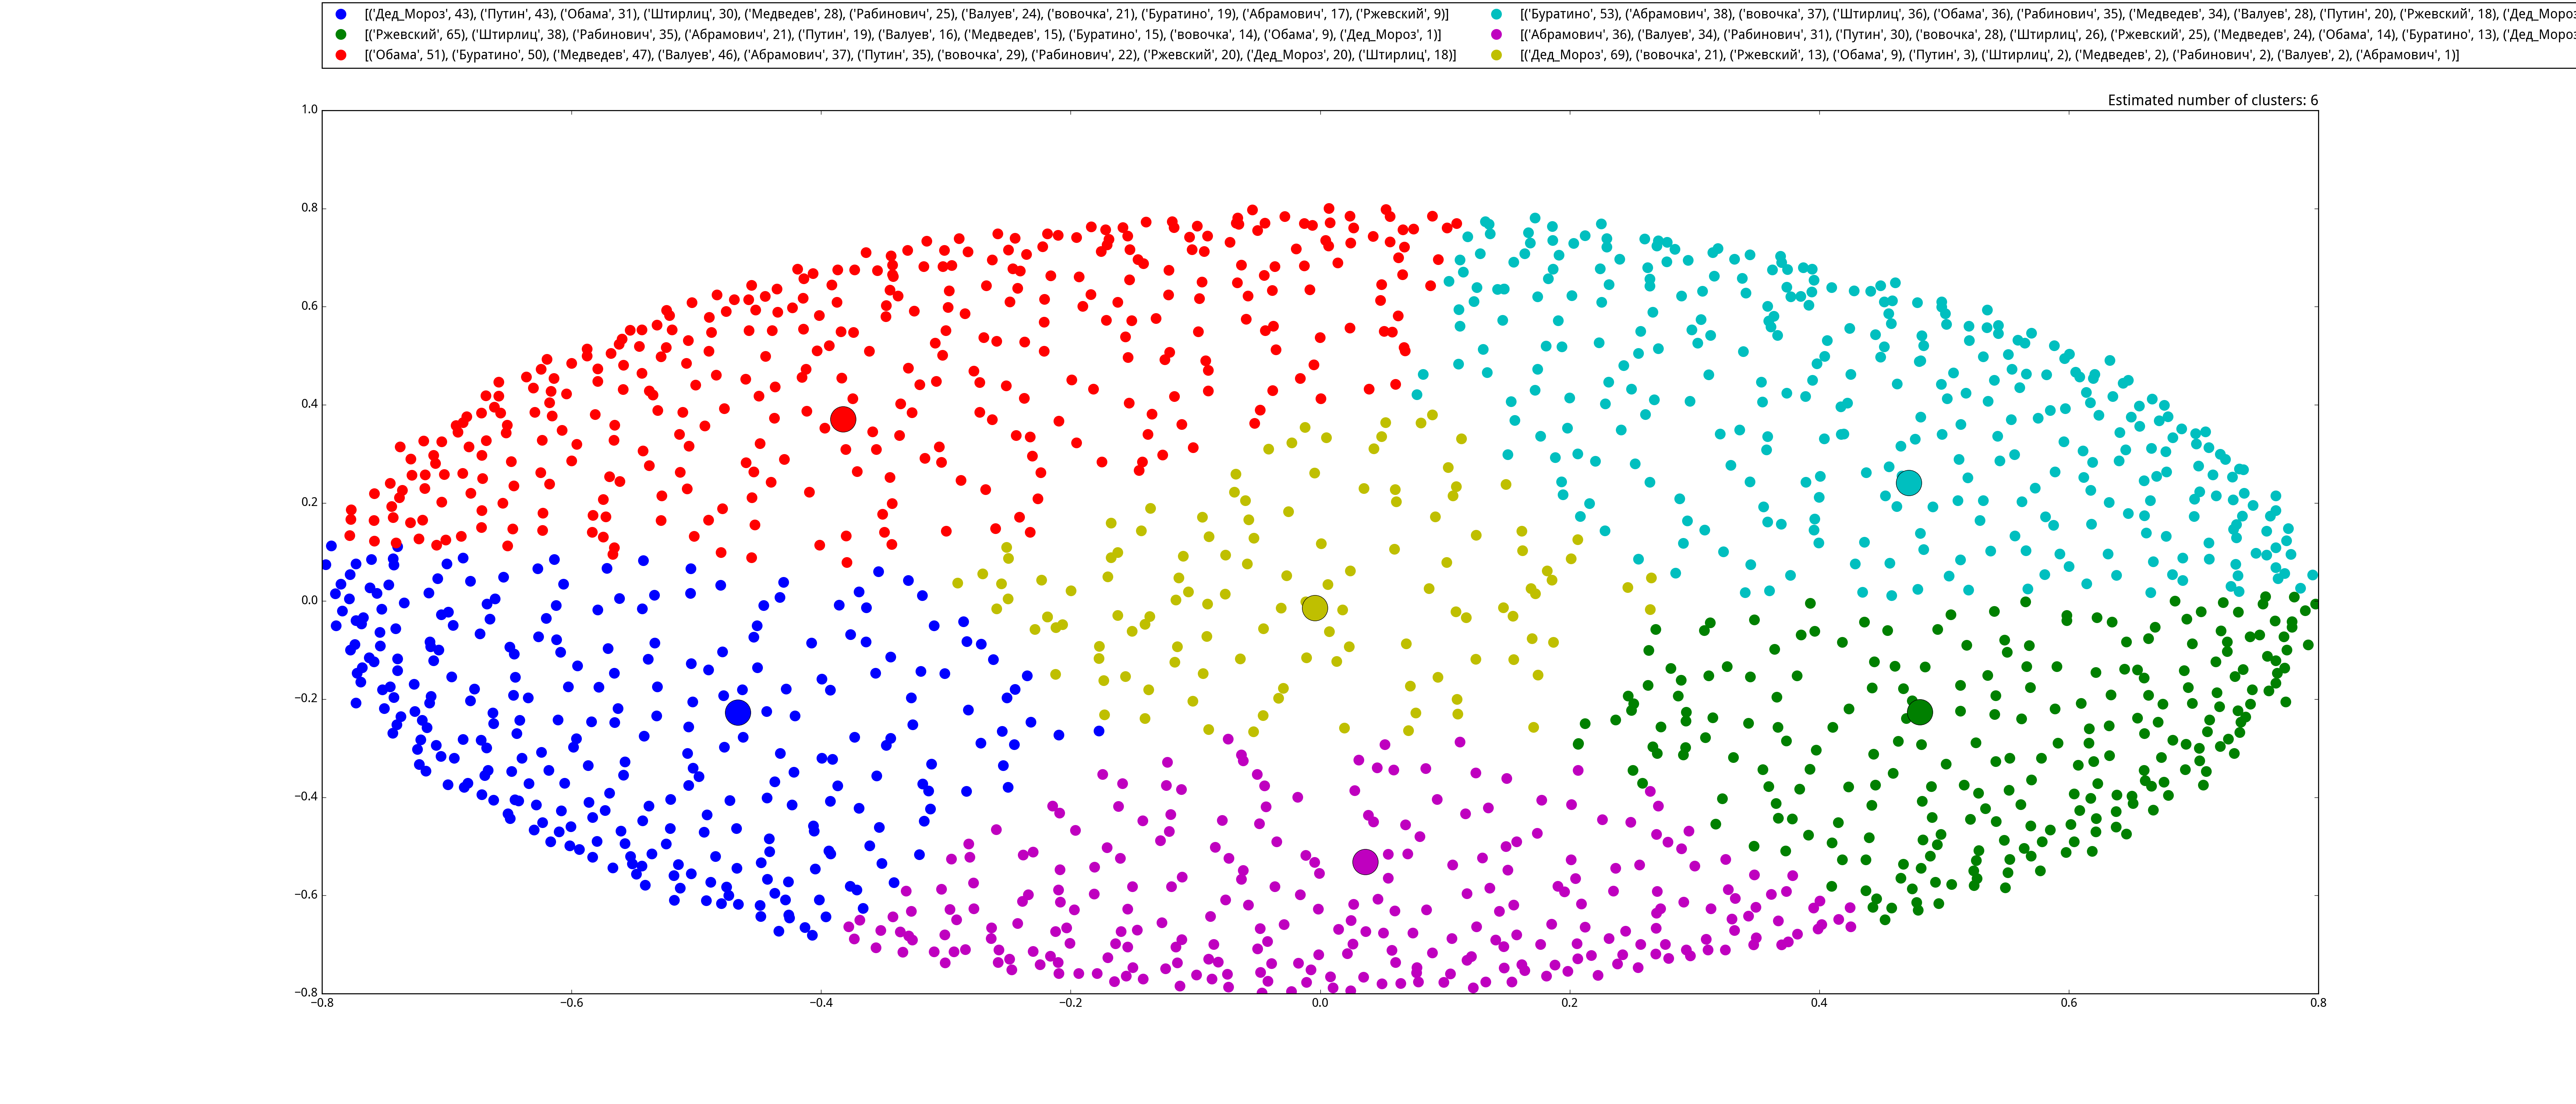 [('Дед_Мороз', 43), ('Путин', 43), ('Обама', 31), ('Штирлиц', 30), ('Медведев', 28), ('Рабинович', 25), ('Валуев', 24), ('вовочка', 21), ('Буратино', 19), ('Абрамович', 17), ('Ржевский', 9)]
[('Ржевский', 65), ('Штирлиц', 38), ('Рабинович', 35), ('Абрамович', 21), ('Путин', 19), ('Валуев', 16), ('Медведев', 15), ('Буратино', 15), ('вовочка', 14), ('Обама', 9), ('Дед_Мороз', 1)]
[('Обама', 51), ('Буратино', 50), ('Медведев', 47), ('Валуев', 46), ('Абрамович', 37), ('Путин', 35), ('вовочка', 29), ('Рабинович', 22), ('Ржевский', 20), ('Дед_Мороз', 20), ('Штирлиц', 18)]
[('Буратино', 53), ('Абрамович', 38), ('вовочка', 37), ('Штирлиц', 36), ('Обама', 36), ('Рабинович', 35), ('Медведев', 34), ('Валуев', 28), ('Путин', 20), ('Ржевский', 18), ('Дед_Мороз
[('Абрамович', 36), ('Валуев', 34), ('Рабинович', 31), ('Путин', 30), ('вовочка', 28), ('Штирлиц', 26), ('Ржевский', 25), ('Медведев', 24), ('Обама', 14), ('Буратино', 13), ('Дед_Мороз
[('Дед_Мороз', 69), ('вовочка', 21), ('Ржевский', 13), ('Обама', 9), ('Путин', 3), ('Штирлиц', 2), ('Медведев', 2), ('Рабинович', 2), ('Валуев', 2), ('Абрамович', 1)]
Estimated number of clusters: 6
1.0
0.8
0.6
0.4
0.2
0.0
−0.2
−0.4
−0.6
−0.8
−0.8 −0.6 −0.4 −0.2 0.0 0.2 0.4 0.6 0.8